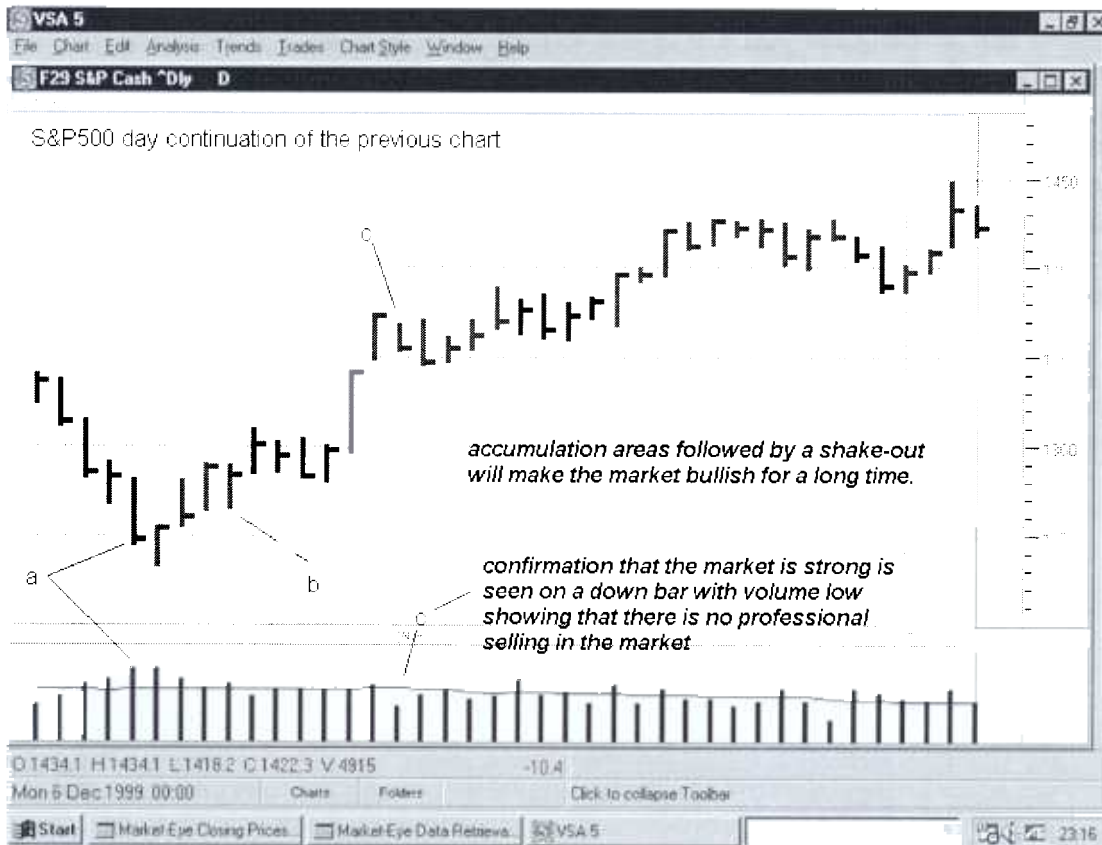 VSA 5
File Chart Edit Analysis Trends Trades Chart Style Window Help
F29 S&P Cash ^Dly D
S&P500 day continuation of the previous chart
1450
c
accumulation areas followed by a shake-out
will make the market bullish for a long time.
1300
a
b
confirmation that the market is strong is
seen on a down bar with volume low
showing that there is no professional
selling in the market
c
O 1434.1 H 1434.1 L 1418.2 C 1422.3 V 4915 -10.4
Mon 6 Dec 1999 00:00 Charts Folders Click to collapse Toolbar
Start Market-Eye Closing Prices... Market-Eye Data Retrieva... VSA 5 23:16